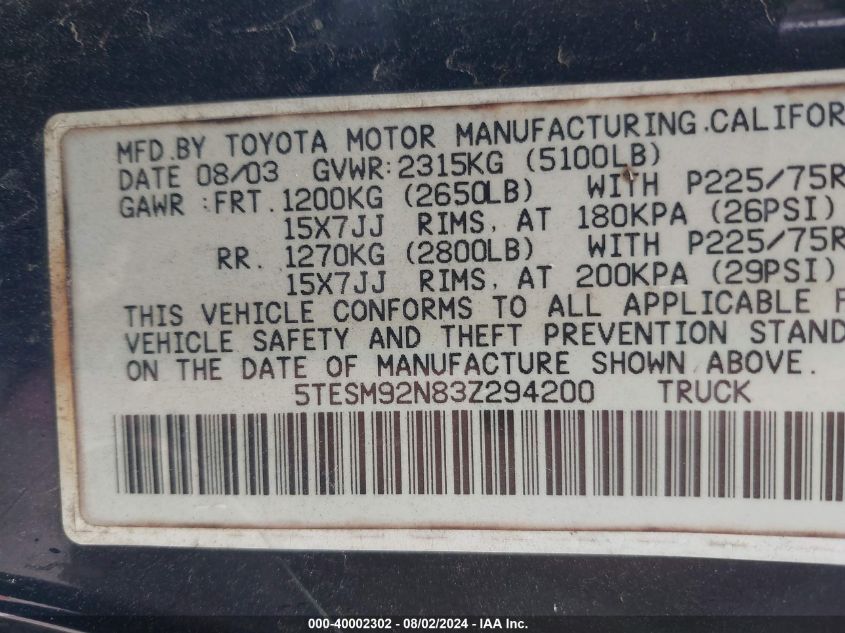 MFD.BY TOYOTA MOTOR MANUFACTURING.CALIFOR
DATE 08/03 GVWR:2315KG (5100LB)
GAWR :FRT. 1200KG (2650LB) WITH P225/75R
15X7JJ RIMS, AT 180KPA (26PSI)
RR. 1270KG (2800LB) WITH P225/75R
15X7JJ RIMS, AT 200KPA (29PSI)
THIS VEHICLE CONFORMS TO ALL APPLICABLE F
VEHICLE SAFETY AND THEFT PREVENTION STAND
ON THE DATE OF MANUFACTURE SHOWN ABOVE.
5TESM92N83Z294200 TRUCK
000-40002302 - 08/02/2024 - IAA Inc.